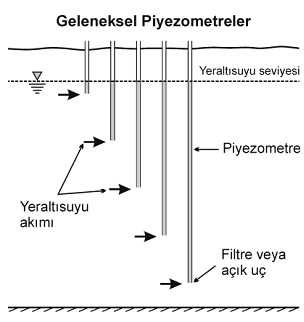 Geleneksel Piyezometreler
Yeraltısuyu seviyesi
Piyezometre
Yeraltısuyu
akımı
Filtre veya
açık uç